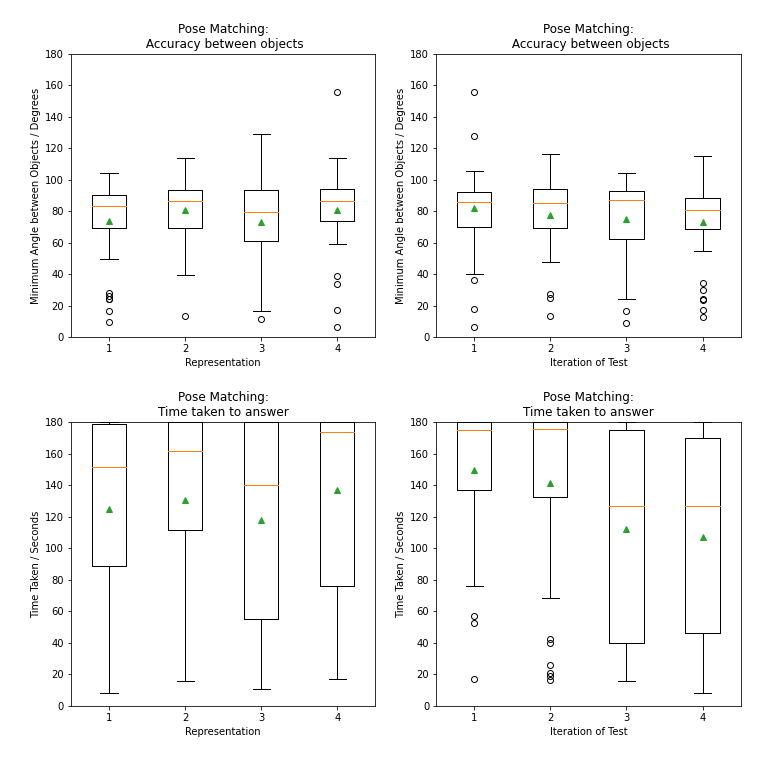 Pose Matching:
Accuracy between objects
Minimum Angle between Objects / Degrees
180
160
140
120
100
80
60
40
20
0
1 2 3 4
Representation
Pose Matching:
Accuracy between objects
Minimum Angle between Objects / Degrees
180
160
140
120
100
80
60
40
20
0
1 2 3 4
Iteration of Test
Pose Matching:
Time taken to answer
Time Taken / Seconds
180
160
140
120
100
80
60
40
20
0
1 2 3 4
Representation
Pose Matching:
Time taken to answer
Time Taken / Seconds
180
160
140
120
100
80
60
40
20
0
1 2 3 4
Iteration of Test